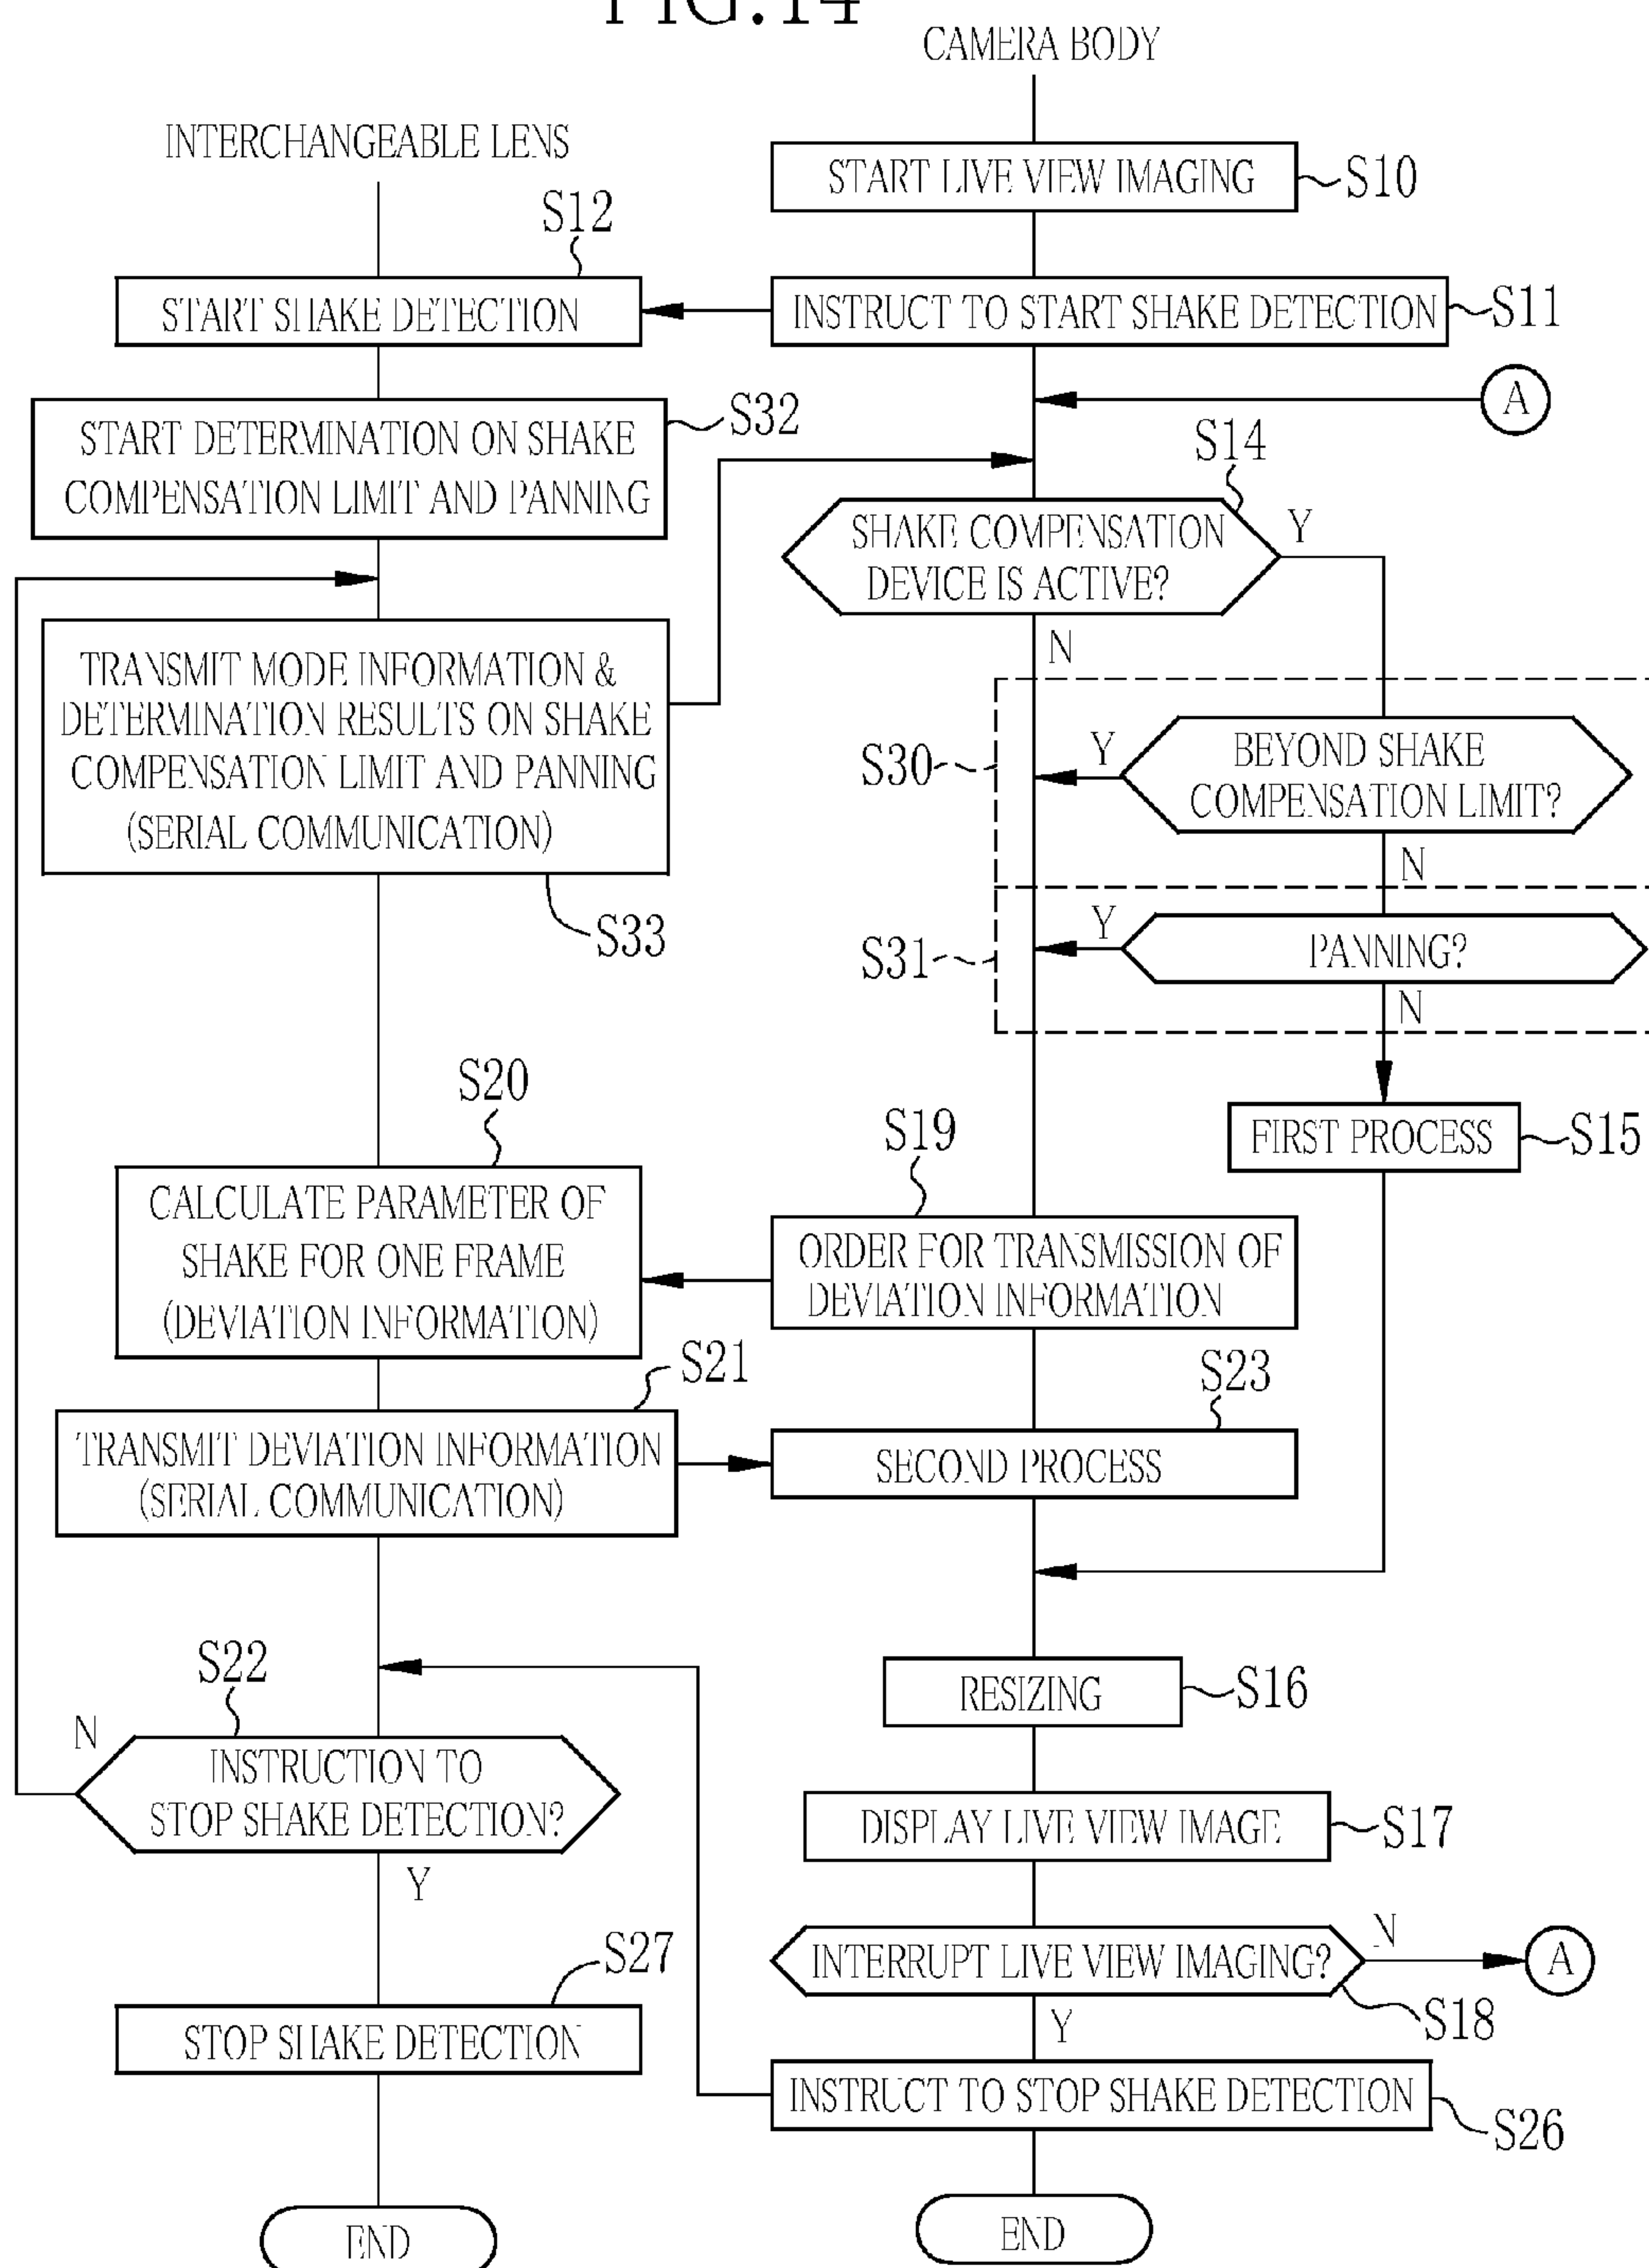 FIG.14
CAMERA BODY
INTERCHANGEABLE LENS
START LIVE VIEW IMAGING
S10
S12
START SHAKE DETECTION
INSTRUCT TO START SHAKE DETECTION
S11
A
START DETERMINATION ON SHAKE
COMPENSATION LIMIT AND PANNING
S32
S14
SHAKE COMPENSATION
DEVICE IS ACTIVE?
Y
N
TRANSMIT MODE INFORMATION &
DETERMINATION RESULTS ON SHAKE
COMPENSATION LIMIT AND PANNING
(SERIAL COMMUNICATION)
S33
S30
Y
BEYOND SHAKE
COMPENSATION LIMIT?
N
S31
Y
PANNING?
N
FIRST PROCESS
S15
S20
CALCULATE PARAMETER OF
SHAKE FOR ONE FRAME
(DEVIATION INFORMATION)
S19
ORDER FOR TRANSMISSION OF
DEVIATION INFORMATION
S21
TRANSMIT DEVIATION INFORMATION
(SERIAL COMMUNICATION)
S23
SECOND PROCESS
S22
N
INSTRUCTION TO
STOP SHAKE DETECTION?
Y
RESIZING
S16
DISPLAY LIVE VIEW IMAGE
S17
INTERRUPT LIVE VIEW IMAGING?
N
A
S18
Y
S27
STOP SHAKE DETECTION
INSTRUCT TO STOP SHAKE DETECTION
S26
END
END